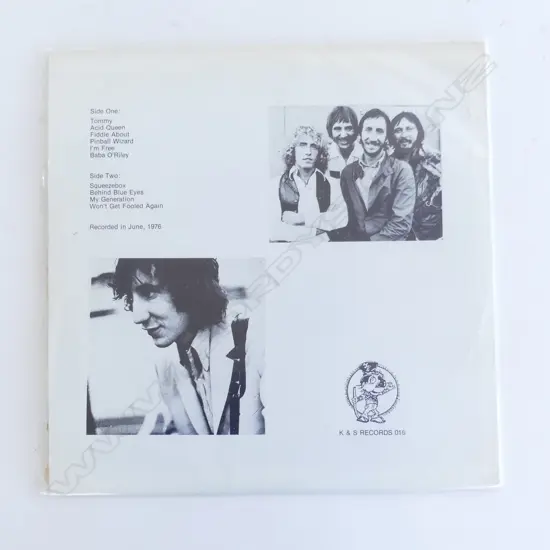 Side One:
Tommy
Acid Queen
Fiddle About
Pinball Wizard
I'm Free
Baba O'Riley
Side Two:
Squeezebox
Behind Blue Eyes
My Generation
Won't Get Fooled Again
Recorded in June, 1976
K & S RECORDS 016